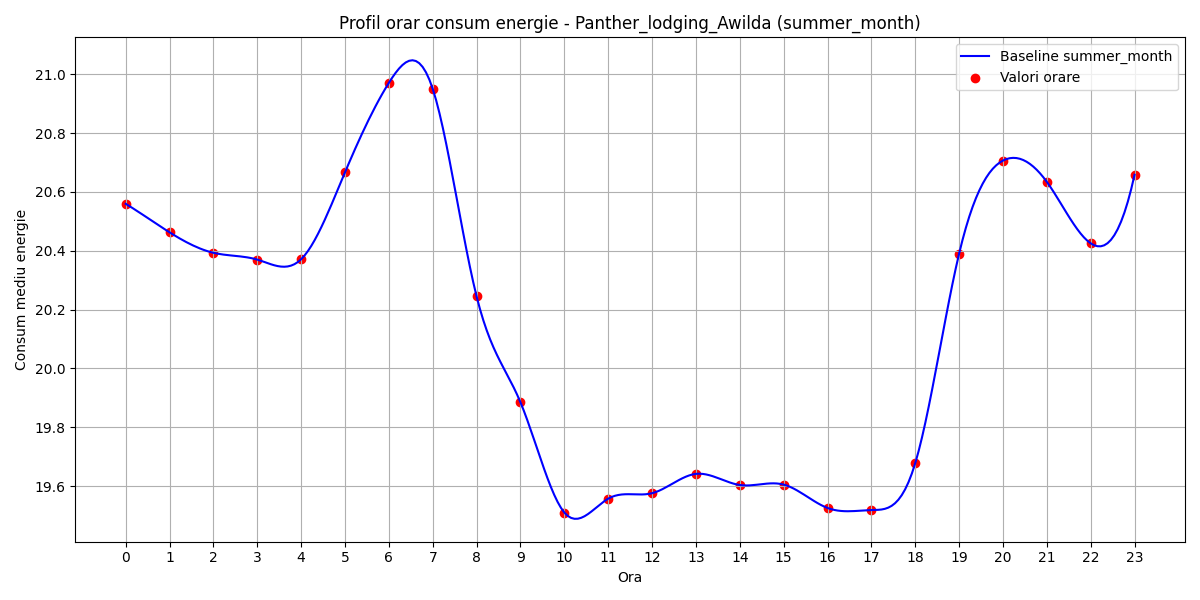 Profil orar consum energie - Panther_lodging_Awilda (summer_month)
Baseline summer_month
Valori orare
Consum mediu energie
21.0
20.8
20.6
20.4
20.2
20.0
19.8
19.6
0 1 2 3 4 5 6 7 8 9 10 11 12 13 14 15 16 17 18 19 20 21 22 23
Ora